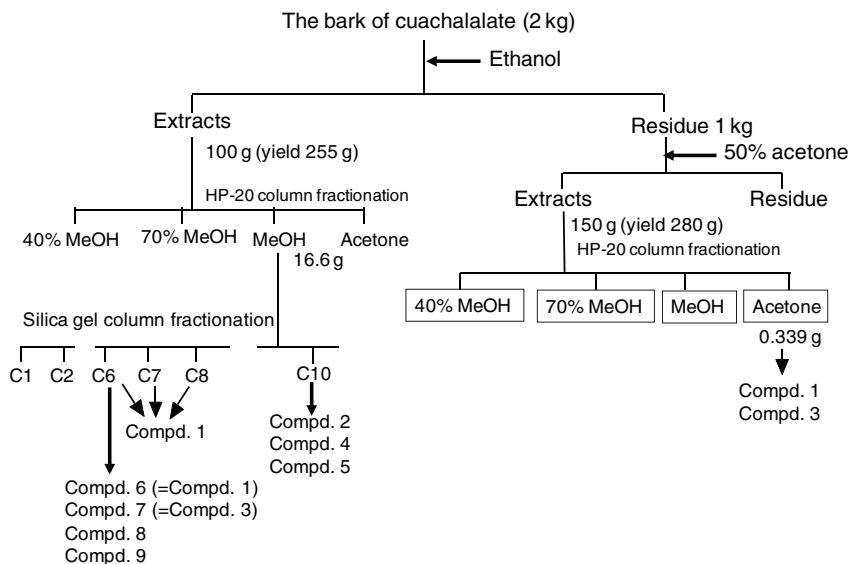 The bark of cuachalalate (2 kg)
Ethanol
Extracts
Residue 1 kg
100 g (yield 255 g)
50% acetone
HP-20 column fractionation
Extracts
Residue
40% MeOH
70% MeOH
MeOH
Acetone
150 g (yield 280 g)
16.6 g
HP-20 column fractionation
40% MeOH
70% MeOH
MeOH
Acetone
Silica gel column fractionation
0.339 g
C1
C2
C6
C7
C8
C10
Compd. 1
Compd. 3
Compd. 1
Compd. 2
Compd. 4
Compd. 5
Compd. 6 (=Compd. 1)
Compd. 7 (=Compd. 3)
Compd. 8
Compd. 9